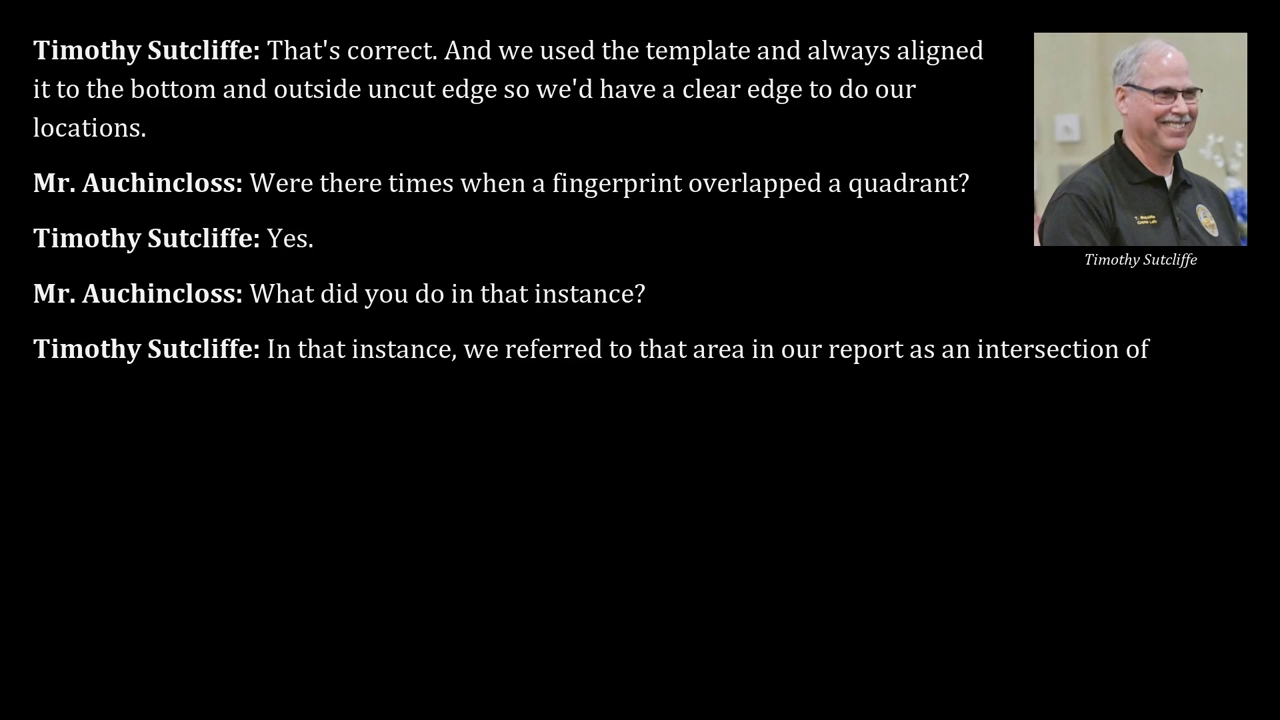 Timothy Sutcliffe: That's correct. And we used the template and always aligned
it to the bottom and outside uncut edge so we'd have a clear edge to do our
locations.
Mr. Auchincloss: Were there times when a fingerprint overlapped a quadrant?
Timothy Sutcliffe: Yes.
Mr. Auchincloss: What did you do in that instance?
Timothy Sutcliffe: In that instance, we referred to that area in our report as an intersection of
Timothy Sutcliffe